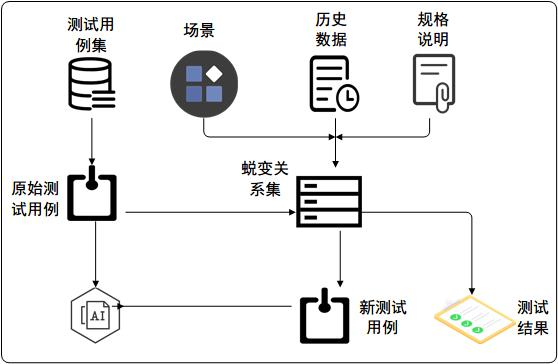 测试用
例集
场景
历史
数据
规格
说明
原始测
试用例
蜕变关
系集
AI
新测试
用例
测试
结果